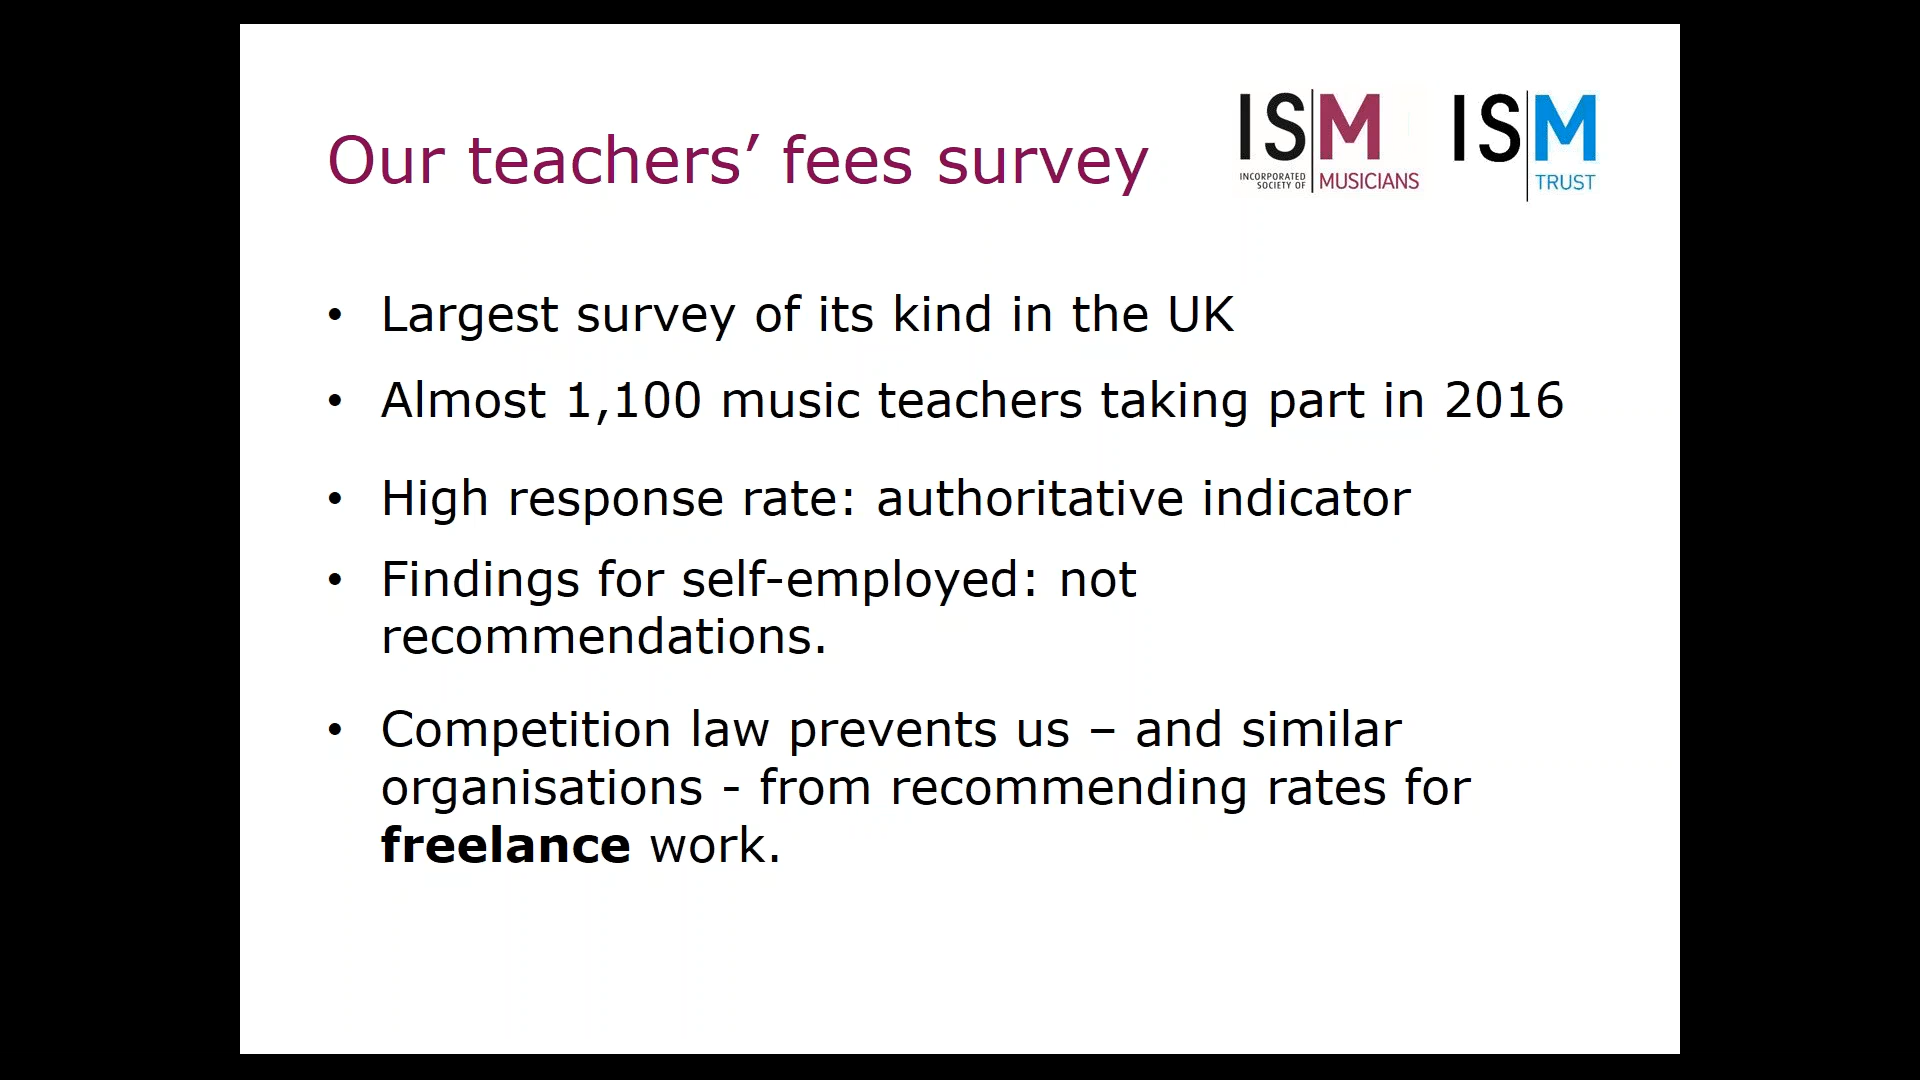 Our teachers’ fees survey
IS|M
INCORPORATED
SOCIETY OF
MUSICIANS
IS|M
TRUST
• Largest survey of its kind in the UK
• Almost 1,100 music teachers taking part in 2016
• High response rate: authoritative indicator
• Findings for self-employed: not
recommendations.
• Competition law prevents us – and similar
organisations - from recommending rates for
freelance work.